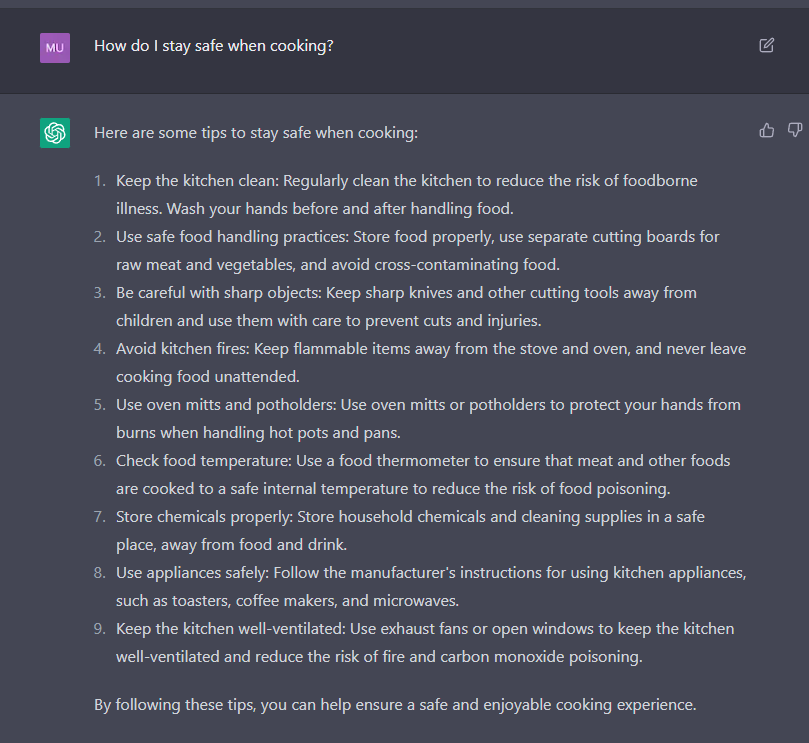 MU
How do I stay safe when cooking?
Here are some tips to stay safe when cooking:
1. Keep the kitchen clean: Regularly clean the kitchen to reduce the risk of foodborne
illness. Wash your hands before and after handling food.
2. Use safe food handling practices: Store food properly, use separate cutting boards for
raw meat and vegetables, and avoid cross-contaminating food.
3. Be careful with sharp objects: Keep sharp knives and other cutting tools away from
children and use them with care to prevent cuts and injuries.
4. Avoid kitchen fires: Keep flammable items away from the stove and oven, and never leave
cooking food unattended.
5. Use oven mitts and potholders: Use oven mitts or potholders to protect your hands from
burns when handling hot pots and pans.
6. Check food temperature: Use a food thermometer to ensure that meat and other foods
are cooked to a safe internal temperature to reduce the risk of food poisoning.
7. Store chemicals properly: Store household chemicals and cleaning supplies in a safe
place, away from food and drink.
8. Use appliances safely: Follow the manufacturer's instructions for using kitchen appliances,
such as toasters, coffee makers, and microwaves.
9. Keep the kitchen well-ventilated: Use exhaust fans or open windows to keep the kitchen
well-ventilated and reduce the risk of fire and carbon monoxide poisoning.
By following these tips, you can help ensure a safe and enjoyable cooking experience.